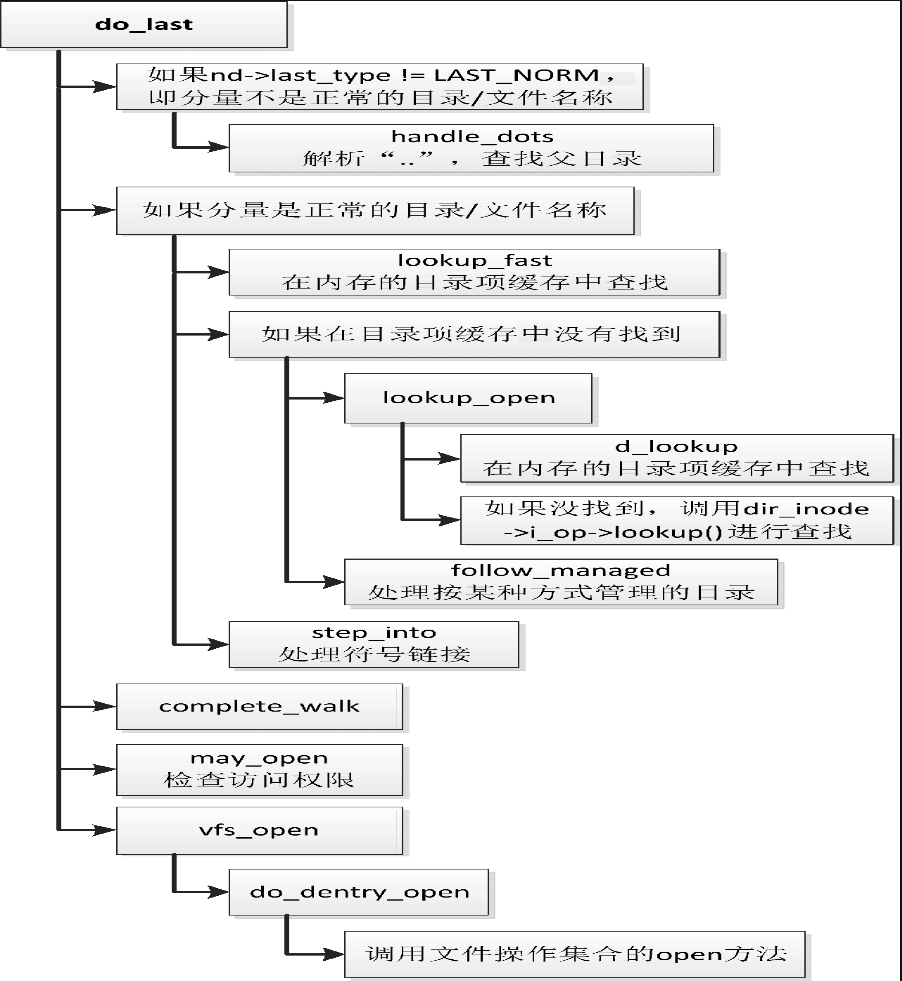 do_last
如果nd->last_type != LAST_NORM，
即分量不是正常的目录/文件名称
handle_dots
解析“..”，查找父目录
如果分量是正常的目录/文件名称
lookup_fast
在内存的目录项缓存中查找
如果在目录项缓存中没有找到
lookup_open
d_lookup
在内存的目录项缓存中查找
如果没找到，调用dir_inode
->i_op->lookup()进行查找
follow_managed
处理按某种方式管理的目录
step_into
处理符号链接
complete_walk
may_open
检查访问权限
vfs_open
do_dentry_open
调用文件操作集合的open方法